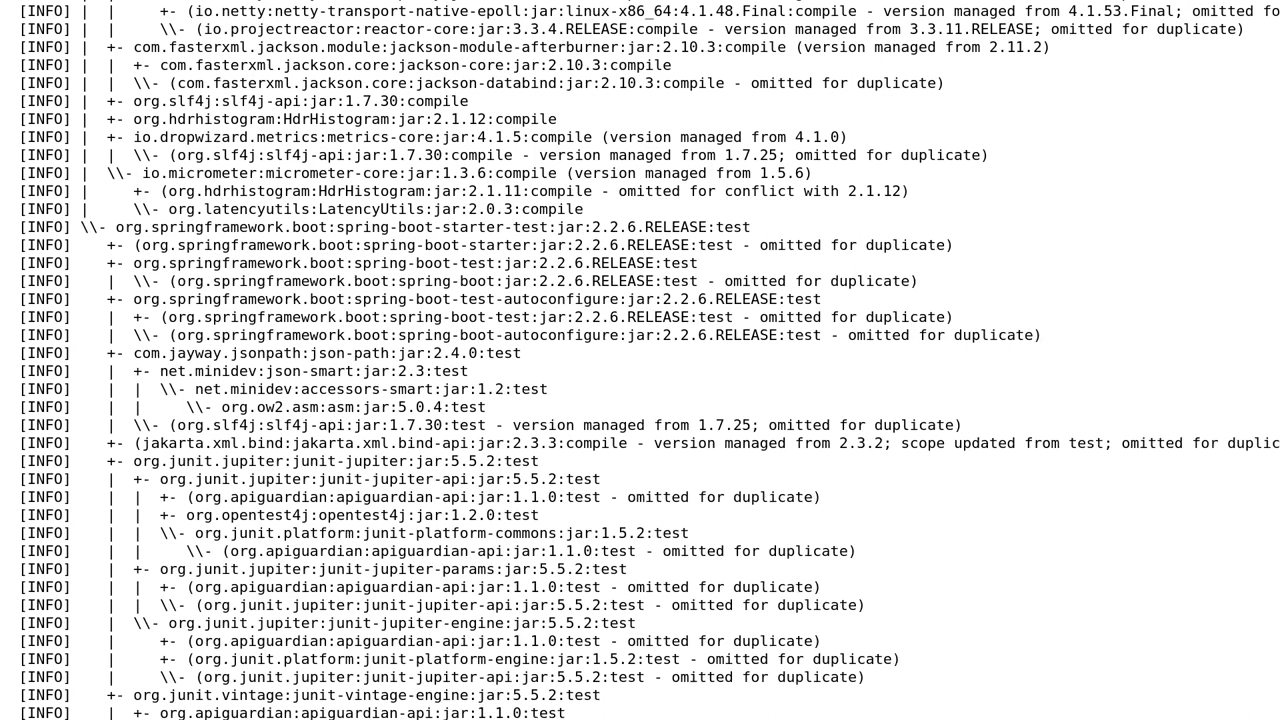 [INFO] |  |     +- (io.netty:netty-transport-native-epoll:jar:linux-x86_64:4.1.48.Final:compile - version managed from 4.1.53.Final; omitted fo
[INFO] |  |     \\- (io.projectreactor:reactor-core:jar:3.3.4.RELEASE:compile - version managed from 3.3.11.RELEASE; omitted for duplicate)
[INFO] |  +- com.fasterxml.jackson.module:jackson-module-afterburner:jar:2.10.3:compile (version managed from 2.11.2)
[INFO] |  |  +- com.fasterxml.jackson.core:jackson-core:jar:2.10.3:compile
[INFO] |  |  \\- (com.fasterxml.jackson.core:jackson-databind:jar:2.10.3:compile - omitted for duplicate)
[INFO] |  +- org.slf4j:slf4j-api:jar:1.7.30:compile
[INFO] |  +- org.hdrhistogram:HdrHistogram:jar:2.1.12:compile
[INFO] |  +- io.dropwizard.metrics:metrics-core:jar:4.1.5:compile (version managed from 4.1.0)
[INFO] |  |  \\- (org.slf4j:slf4j-api:jar:1.7.30:compile - version managed from 1.7.25; omitted for duplicate)
[INFO] |  \\- io.micrometer:micrometer-core:jar:1.3.6:compile (version managed from 1.5.6)
[INFO] |     +- (org.hdrhistogram:HdrHistogram:jar:2.1.11:compile - omitted for conflict with 2.1.12)
[INFO] |     \\- org.latencyutils:LatencyUtils:jar:2.0.3:compile
[INFO] \\- org.springframework.boot:spring-boot-starter-test:jar:2.2.6.RELEASE:test
[INFO]    +- (org.springframework.boot:spring-boot-starter:jar:2.2.6.RELEASE:test - omitted for duplicate)
[INFO]    +- org.springframework.boot:spring-boot-test:jar:2.2.6.RELEASE:test
[INFO]    |  \\- (org.springframework.boot:spring-boot:jar:2.2.6.RELEASE:test - omitted for duplicate)
[INFO]    +- org.springframework.boot:spring-boot-test-autoconfigure:jar:2.2.6.RELEASE:test
[INFO]    |  +- (org.springframework.boot:spring-boot-test:jar:2.2.6.RELEASE:test - omitted for duplicate)
[INFO]    |  \\- (org.springframework.boot:spring-boot-autoconfigure:jar:2.2.6.RELEASE:test - omitted for duplicate)
[INFO]    +- com.jayway.jsonpath:json-path:jar:2.4.0:test
[INFO]    |  +- net.minidev:json-smart:jar:2.3:test
[INFO]    |  |  \\- net.minidev:accessors-smart:jar:1.2:test
[INFO]    |  |     \\- org.ow2.asm:asm:jar:5.0.4:test
[INFO]    |  \\- (org.slf4j:slf4j-api:jar:1.7.30:test - version managed from 1.7.25; omitted for duplicate)
[INFO]    +- (jakarta.xml.bind:jakarta.xml.bind-api:jar:2.3.3:compile - version managed from 2.3.2; scope updated from test; omitted for duplic
[INFO]    +- org.junit.jupiter:junit-jupiter:jar:5.5.2:test
[INFO]    |  +- org.junit.jupiter:junit-jupiter-api:jar:5.5.2:test
[INFO]    |  |  +- (org.apiguardian:apiguardian-api:jar:1.1.0:test - omitted for duplicate)
[INFO]    |  |  +- org.opentest4j:opentest4j:jar:1.2.0:test
[INFO]    |  |  \\- org.junit.platform:junit-platform-commons:jar:1.5.2:test
[INFO]    |  |     \\- (org.apiguardian:apiguardian-api:jar:1.1.0:test - omitted for duplicate)
[INFO]    |  +- org.junit.jupiter:junit-jupiter-params:jar:5.5.2:test
[INFO]    |  |  +- (org.apiguardian:apiguardian-api:jar:1.1.0:test - omitted for duplicate)
[INFO]    |  |  \\- (org.junit.jupiter:junit-jupiter-api:jar:5.5.2:test - omitted for duplicate)
[INFO]    |  \\- org.junit.jupiter:junit-jupiter-engine:jar:5.5.2:test
[INFO]    |     +- (org.apiguardian:apiguardian-api:jar:1.1.0:test - omitted for duplicate)
[INFO]    |     +- (org.junit.platform:junit-platform-engine:jar:1.5.2:test - omitted for duplicate)
[INFO]    |     \\- (org.junit.jupiter:junit-jupiter-api:jar:5.5.2:test - omitted for duplicate)
[INFO]    +- org.junit.vintage:junit-vintage-engine:jar:5.5.2:test
[INFO]    |  +- org.apiguardian:apiguardian-api:jar:1.1.0:test